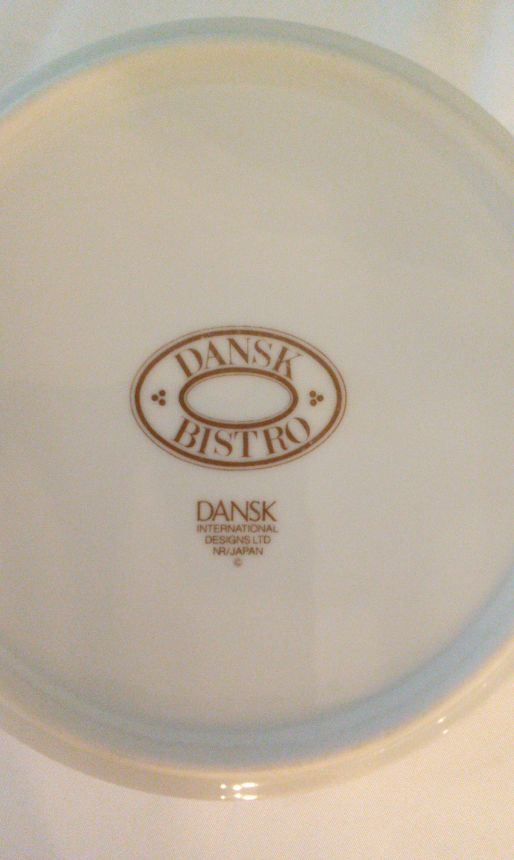 DANSK
BISTRO
DANSK
INTERNATIONAL
DESIGNS LTD
NR/JAPAN
©